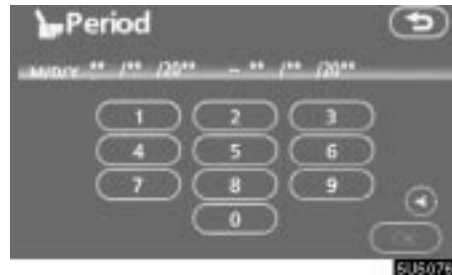 Period
M/D/Y ** /** /20** – ** /** /20**
1 2 3
4 5 6
7 8 9
0
5U5076